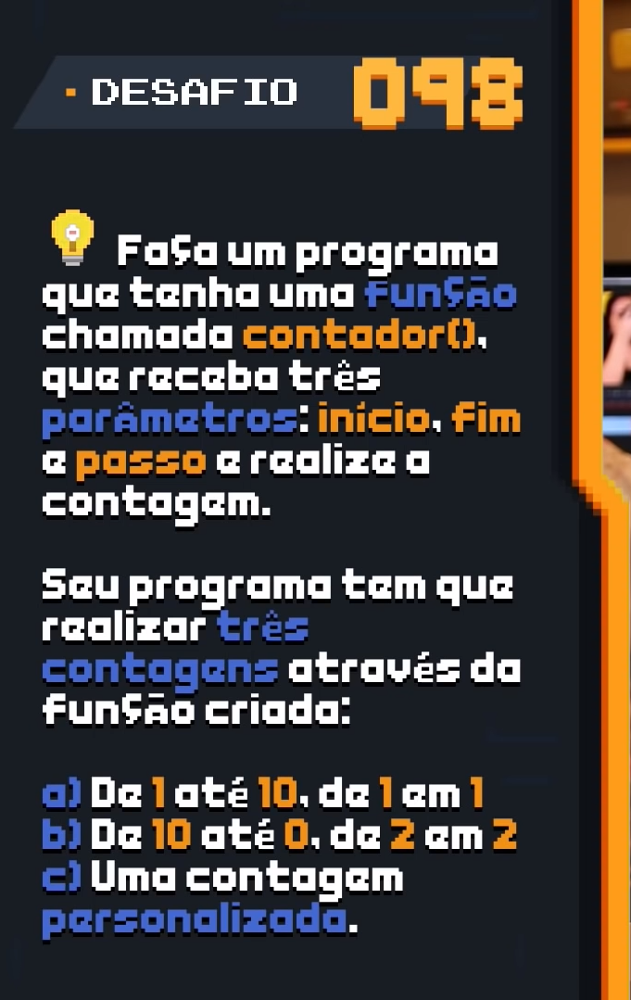 DESAFIO 098
Faça um programa
que tenha uma função
chamada contador(),
que receba três
parâmetros: início, fim
e passo e realize a
contagem.
Seu programa tem que
realizar três
contagens através da
função criada:
a) De 1 até 10, de 1 em 1
b) De 10 até 0, de 2 em 2
c) Uma contagem
personalizada.